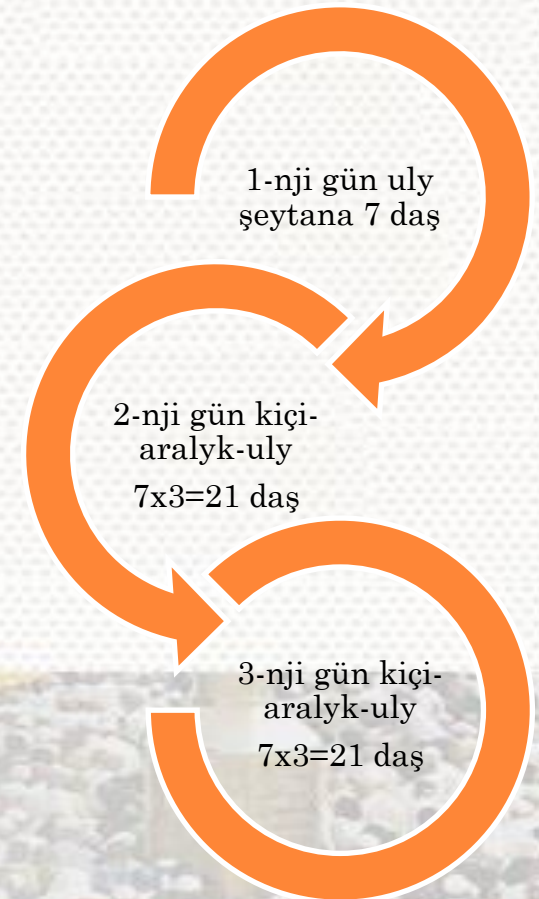 1-nji gün uly
şeytana 7 daş
2-nji gün kiçi-
aralyk-uly
7x3=21 daş
3-nji gün kiçi-
aralyk-uly
7x3=21 daş